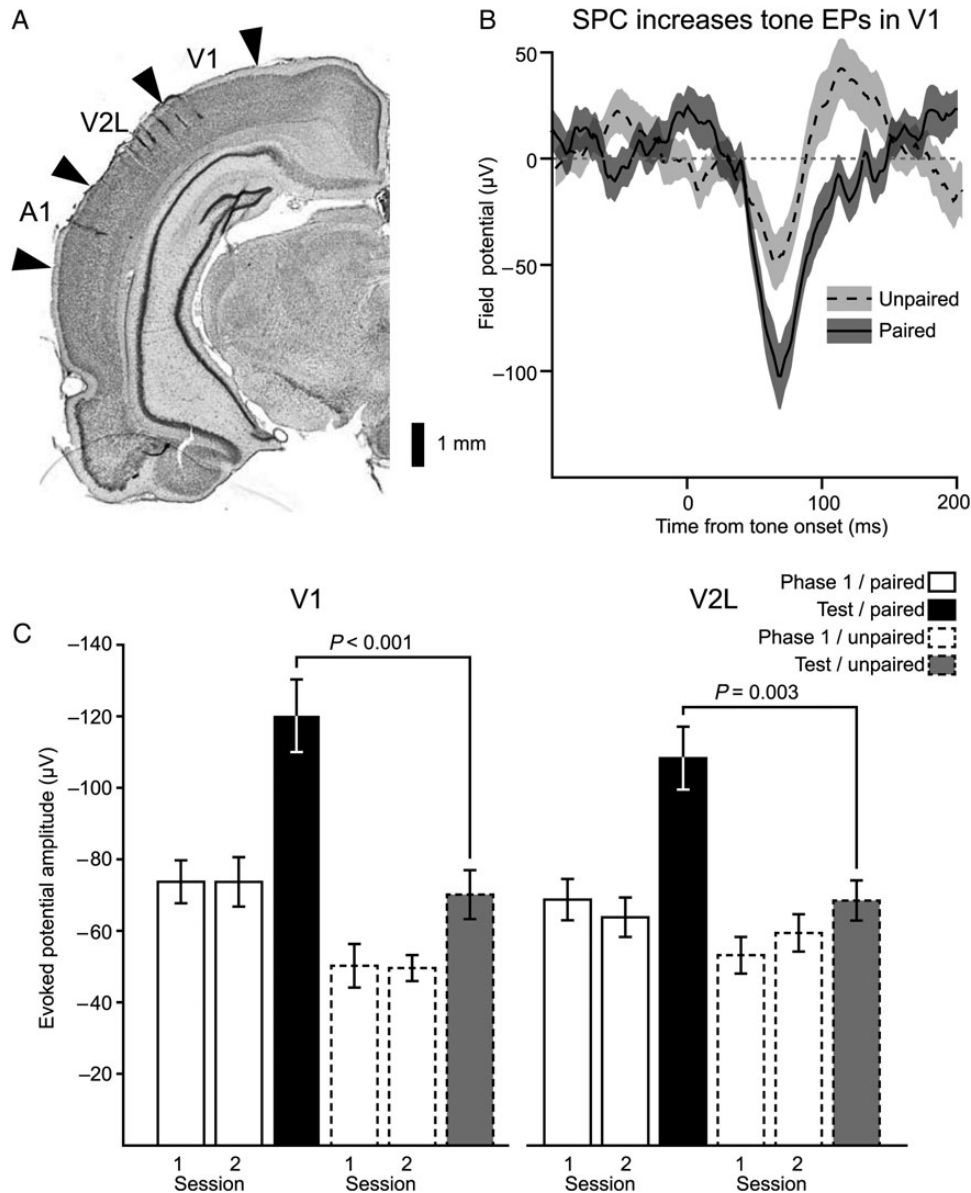 A
V1
V2L
A1
1 mm
B
SPC increases tone EPs in V1
50
0
–50
–100
Field potential (µV)
Unpaired
Paired
0
100
200
Time from tone onset (ms)
Phase 1 / paired
Test / paired
Phase 1 / unpaired
Test / unpaired
C
V1
V2L
–140
–120
–100
–80
–60
–40
–20
Evoked potential amplitude (µV)
P < 0.001
P = 0.003
1 2 1 2
Session Session
1 2 1 2
Session Session